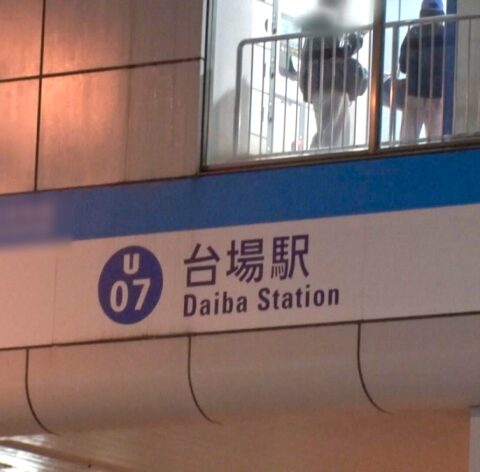 U
07
台場駅
Daiba Station